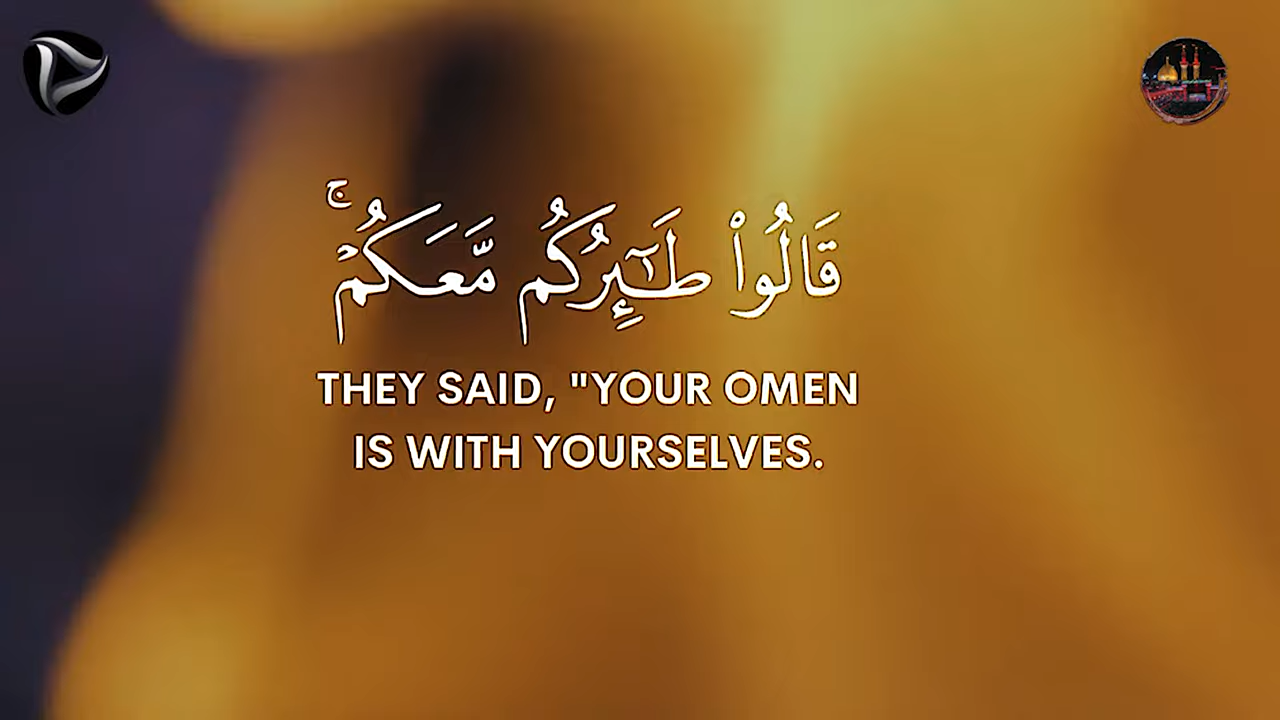 قَالُوا۟ طَـٰٓئِرُكُم مَّعَكُمْ ۚ
THEY SAID, "YOUR OMEN
IS WITH YOURSELVES.